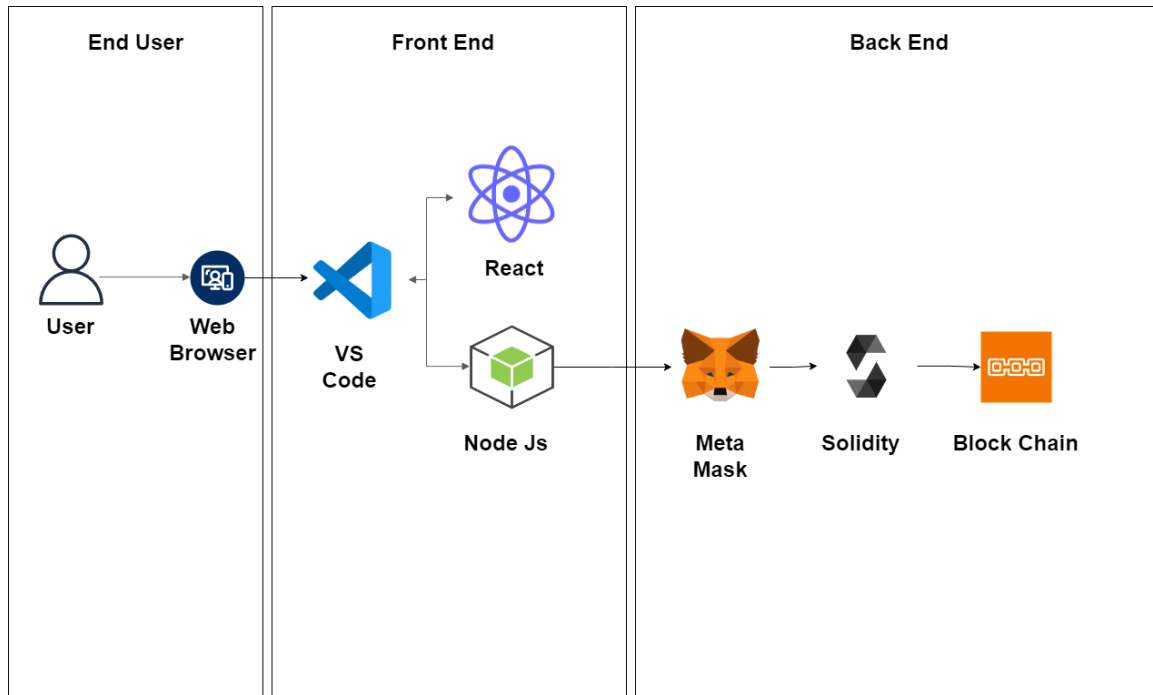 End User
Front End
Back End
User
Web
Browser
VS
Code
React
Node Js
Meta
Mask
Solidity
Block Chain